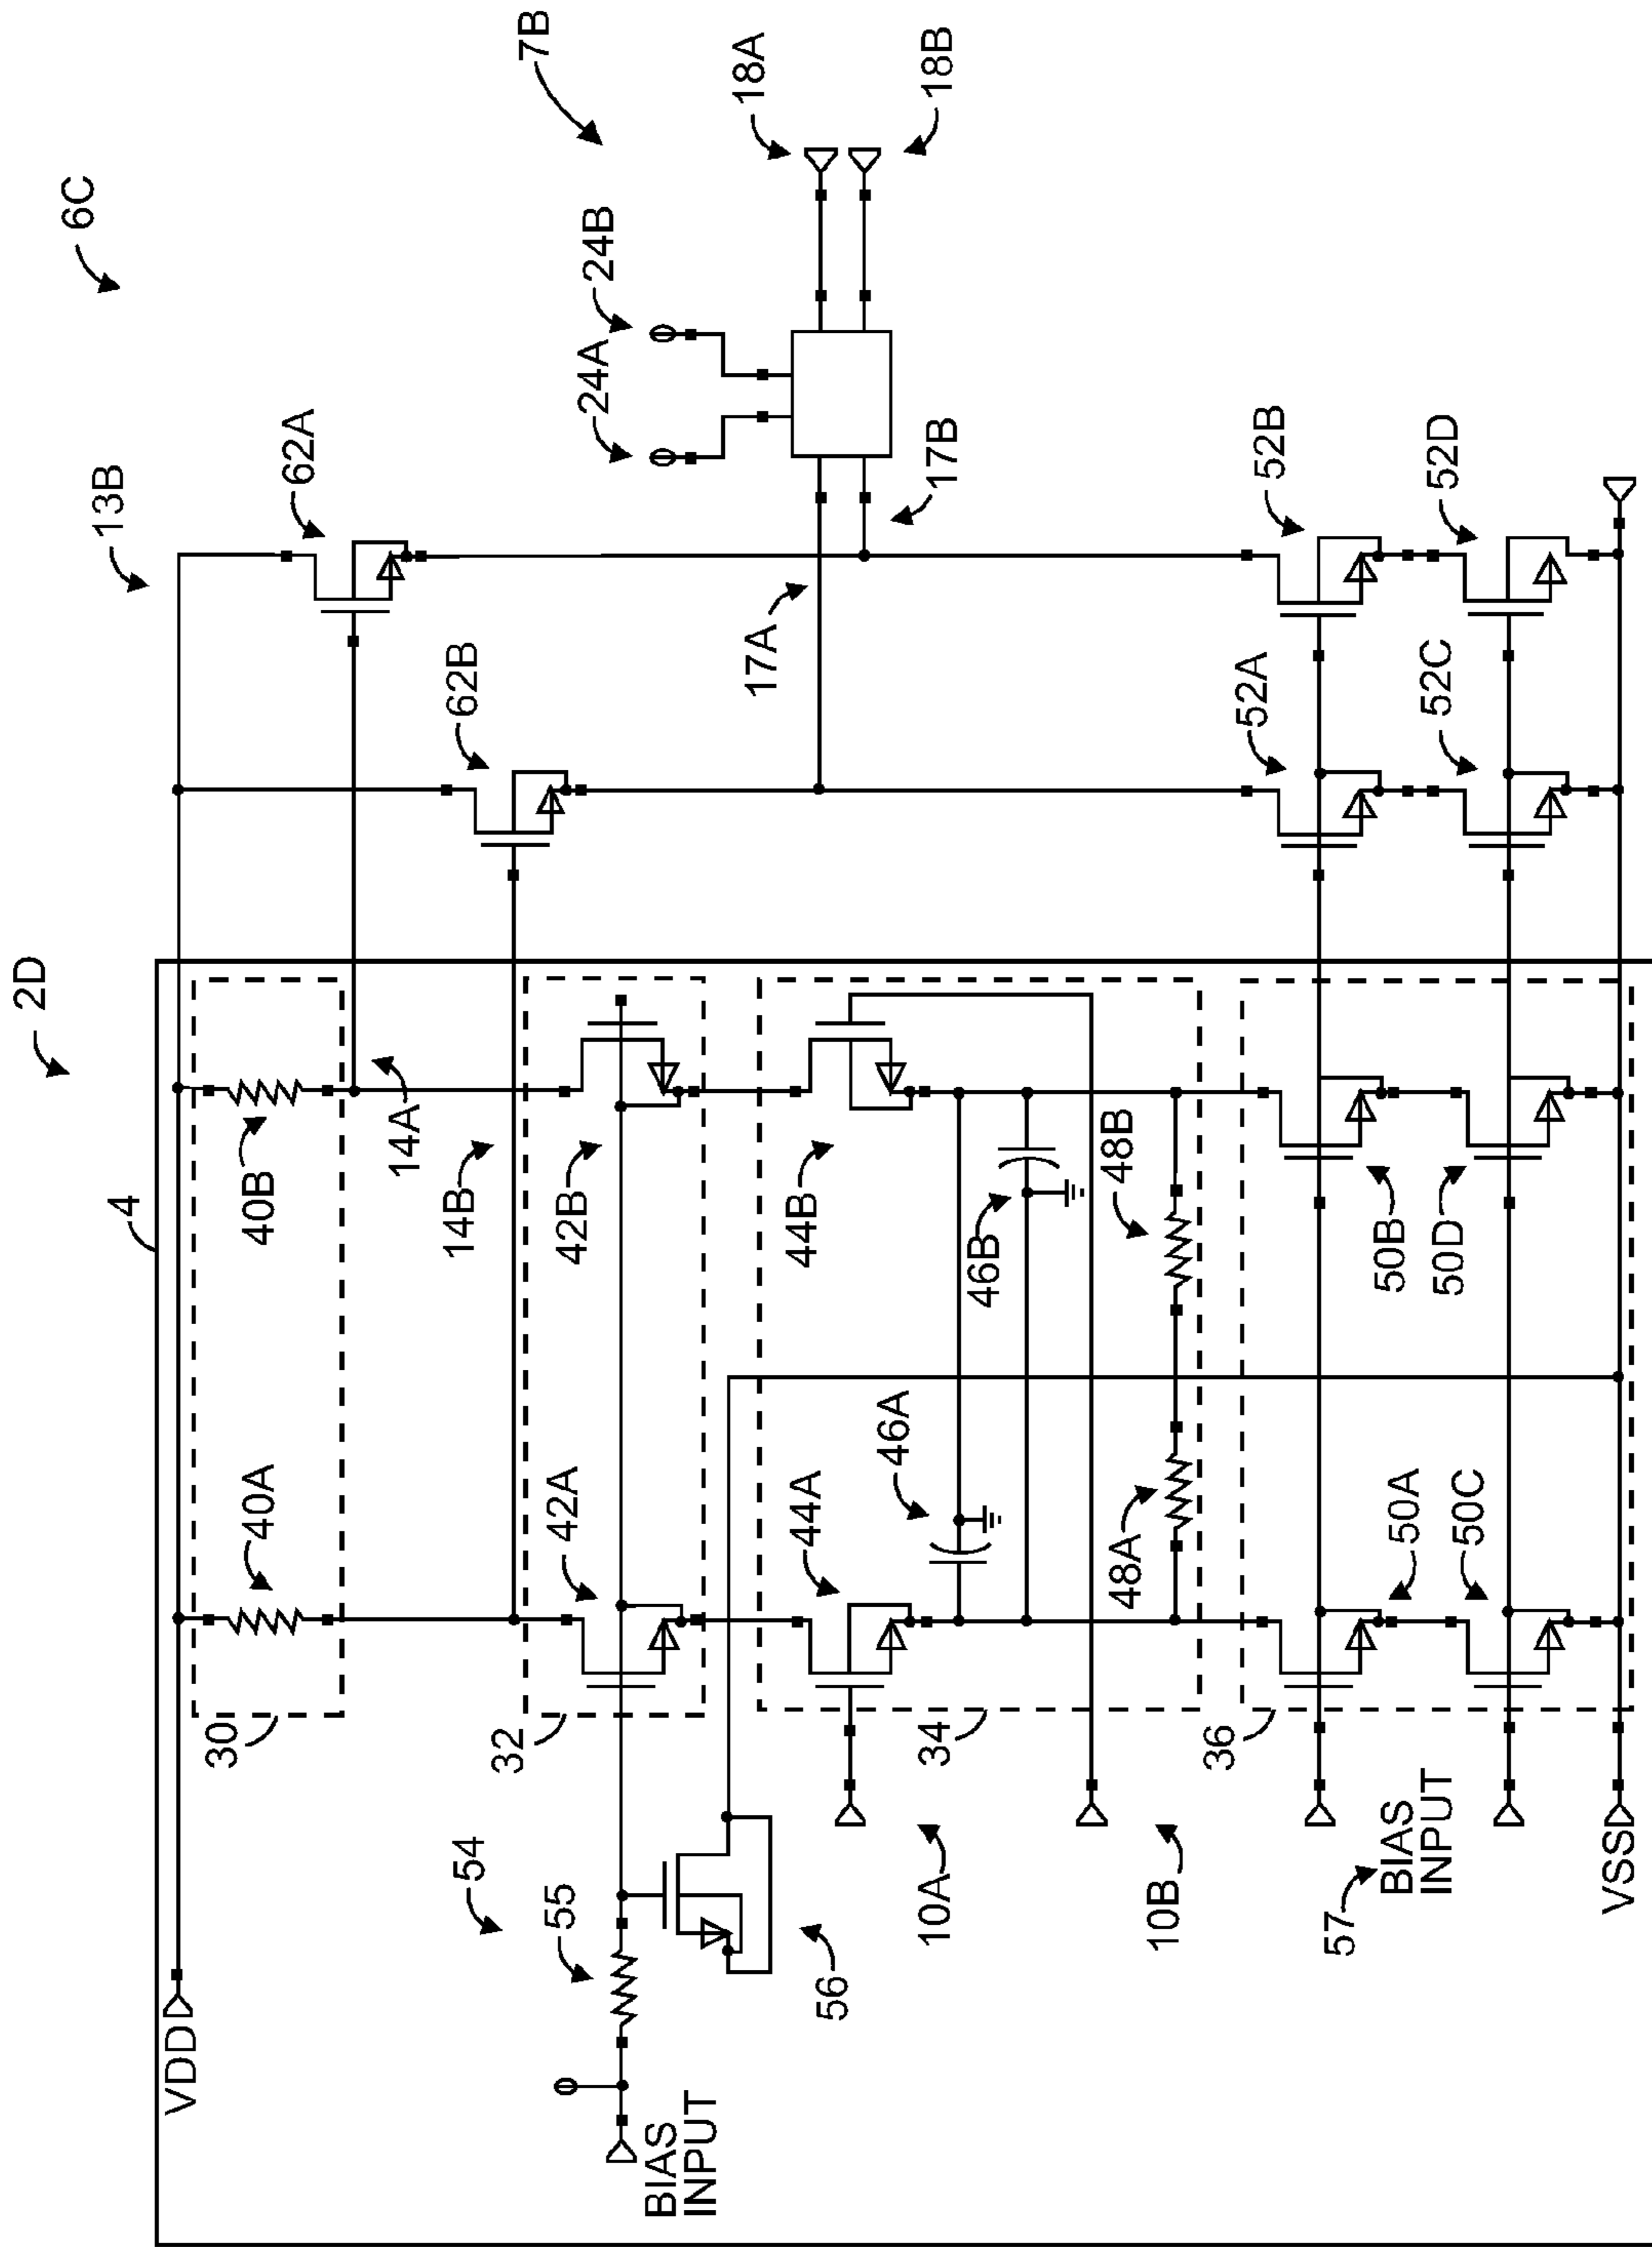 2D
6C
4
13B
62A
62B
7B
24A
24B
18A
18B
17A
17B
VDD
30
40A
40B
14A
14B
32
42A
42B
54
55
56
BIAS
INPUT
10A
10B
34
44A
44B
46A
46B
48A
48B
57
BIAS
INPUT
36
50A
50B
50C
50D
52A
52B
52C
52D
VSS